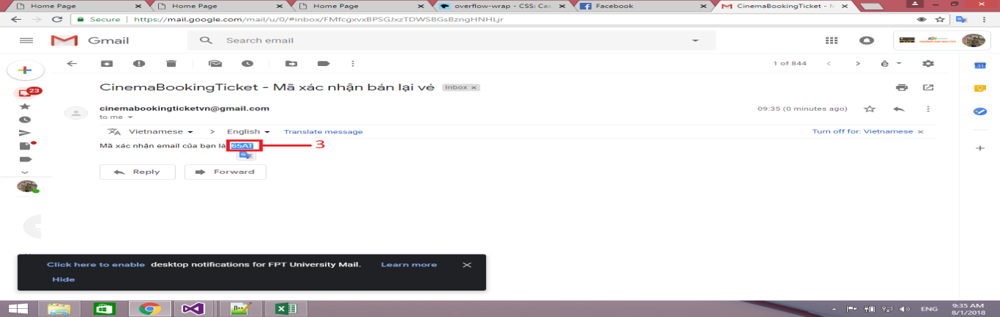 Home Page
Home Page
Home Page
overflow-wrap - CSS: Cas
Facebook
CinemaBookingTicket - M
Secure | https://mail.google.com/mail/u/0/#inbox/FMfcgxvxBPSGJxzTDWSBGsBzngHNHLjr
Gmail
Search email
1 of 844
23
31
CinemaBookingTicket - Mã xác nhận bán lại vé Inbox x
cinemabookingticketvn@gmail.com
09:35 (0 minutes ago)
to me
Vietnamese > English Translate message
Turn off for: Vietnamese x
Mã xác nhận email của bạn là 65AT
3
Reply
Forward
Click here to enable desktop notifications for FPT University Mail. Learn more
Hide
ENG
9:35 AM
8/1/2018